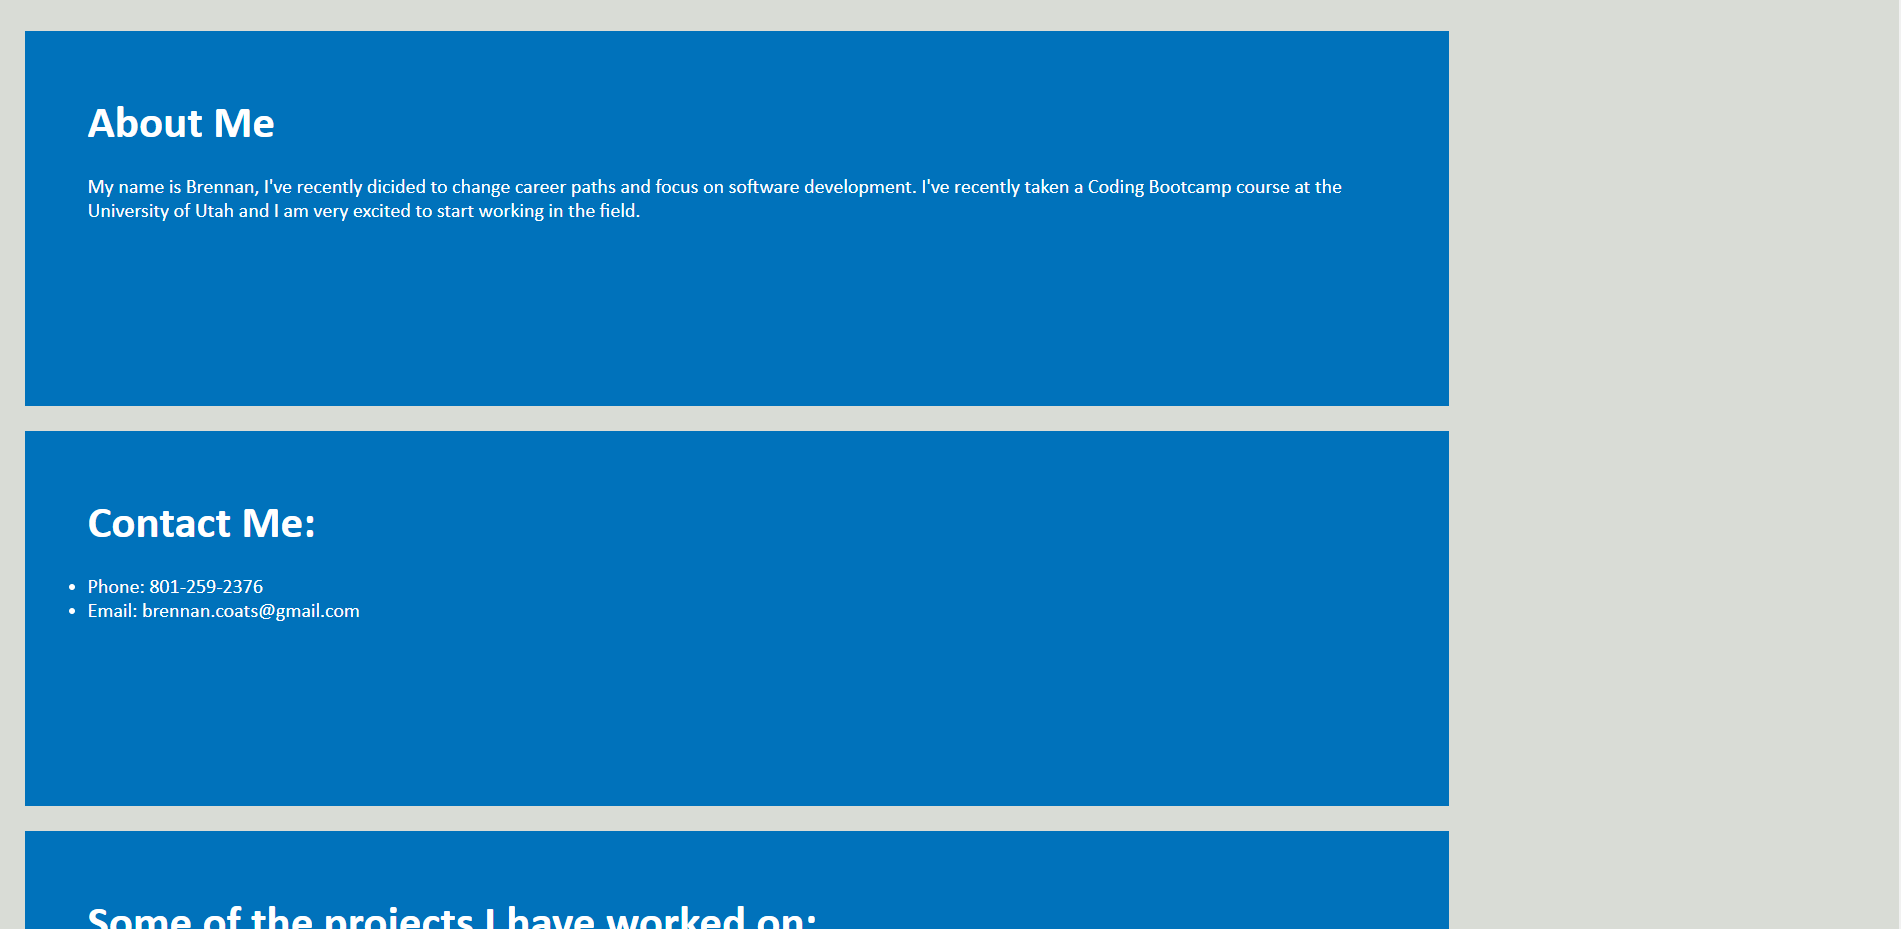 About Me
My name is Brennan, I've recently dicided to change career paths and focus on software development. I've recently taken a Coding Bootcamp course at the
University of Utah and I am very excited to start working in the field.
Contact Me:
• Phone: 801-259-2376
• Email: brennan.coats@gmail.com
Some of the projects I have worked on: